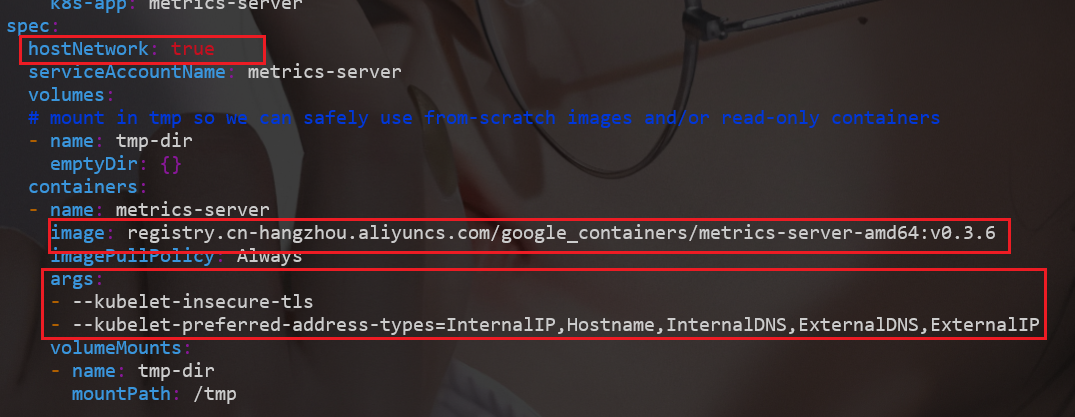 k8s-app: metrics-server
spec:
hostNetwork: true
serviceAccountName: metrics-server
volumes:
# mount in tmp so we can safely use from-scratch images and/or read-only containers
- name: tmp-dir
emptyDir: {}
containers:
- name: metrics-server
image: registry.cn-hangzhou.aliyuncs.com/google_containers/metrics-server-amd64:v0.3.6
imagePullPolicy: Always
args:
- --kubelet-insecure-tls
- --kubelet-preferred-address-types=InternalIP,Hostname,InternalDNS,ExternalDNS,ExternalIP
volumeMounts:
- name: tmp-dir
mountPath: /tmp